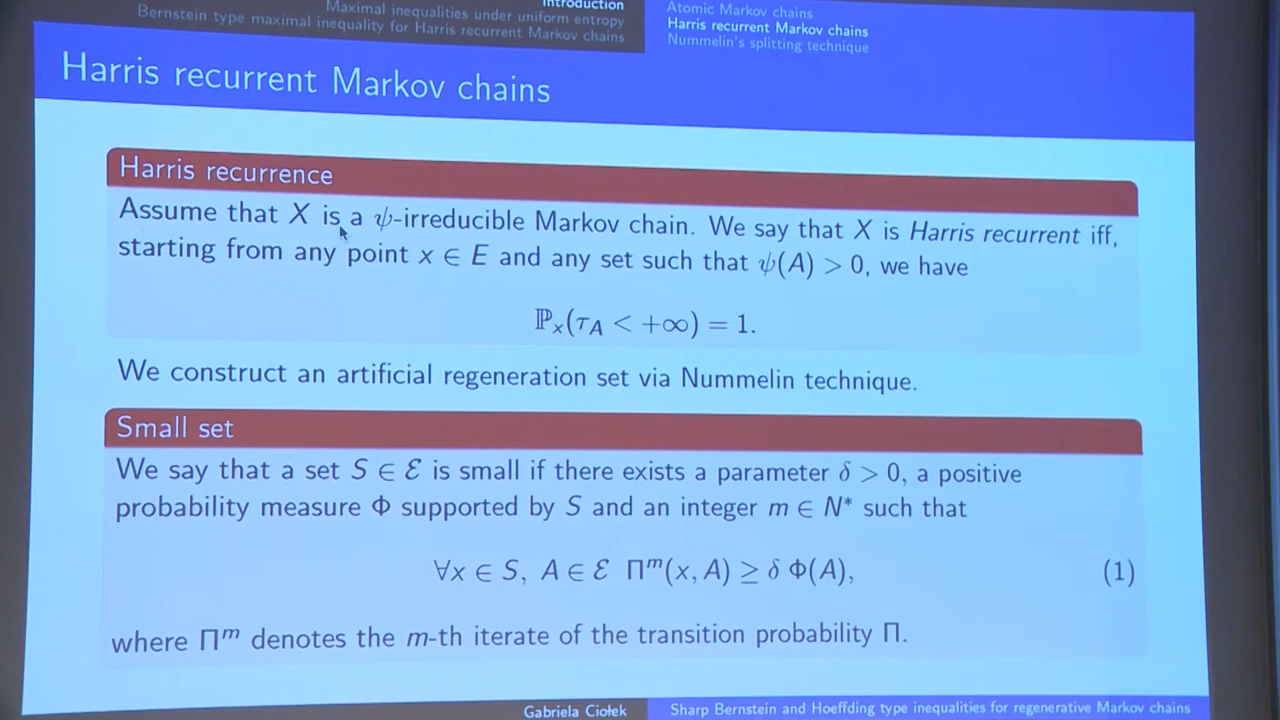 Introduction
Maximal inequalities under uniform entropy
Bernstein type maximal inequality for Harris recurrent Markov chains
Atomic Markov chains
Harris recurrent Markov chains
Nummelin's splitting technique
Harris recurrent Markov chains
Harris recurrence
Assume that X is a ψ-irreducible Markov chain. We say that X is Harris recurrent iff,
starting from any point x ∈ E and any set such that ψ(A) > 0, we have
ℙₓ(τ_A < +∞) = 1.
We construct an artificial regeneration set via Nummelin technique.
Small set
We say that a set S ∈ ℰ is small if there exists a parameter δ > 0, a positive
probability measure Φ supported by S and an integer m ∈ N* such that
∀x ∈ S, A ∈ ℰ Πᵐ(x, A) ≥ δ Φ(A), (1)
where Πᵐ denotes the m-th iterate of the transition probability Π.
Gabriela Ciołek
Sharp Bernstein and Hoeffding type inequalities for regenerative Markov chains